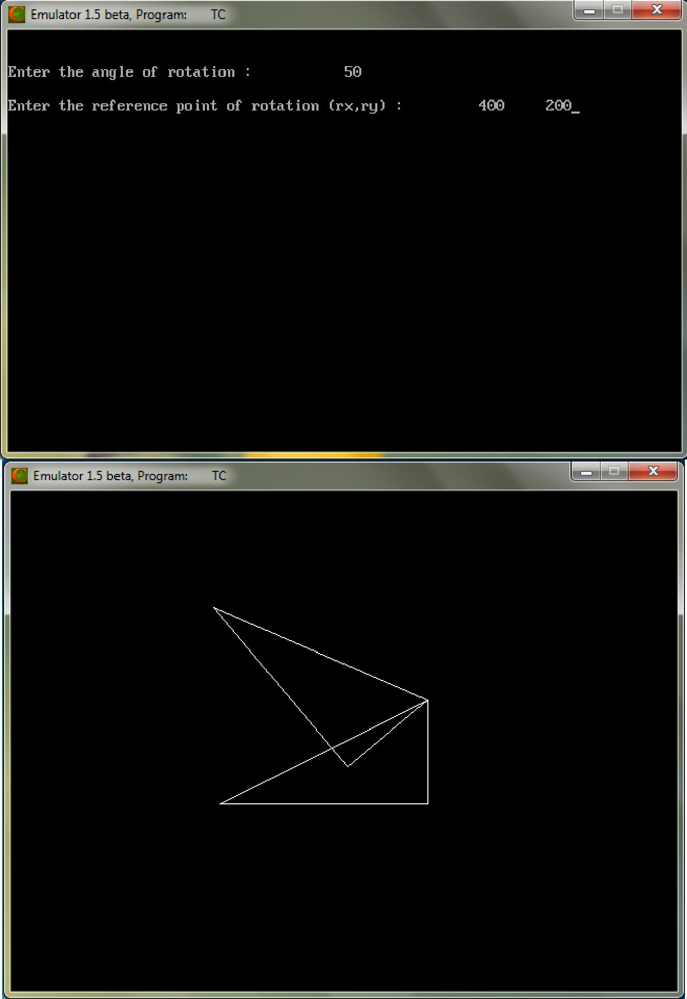 Emulator 1.5 beta, Program: TC
Enter the angle of rotation : 50
Enter the reference point of rotation (rx,ry) : 400 200_
Emulator 1.5 beta, Program: TC